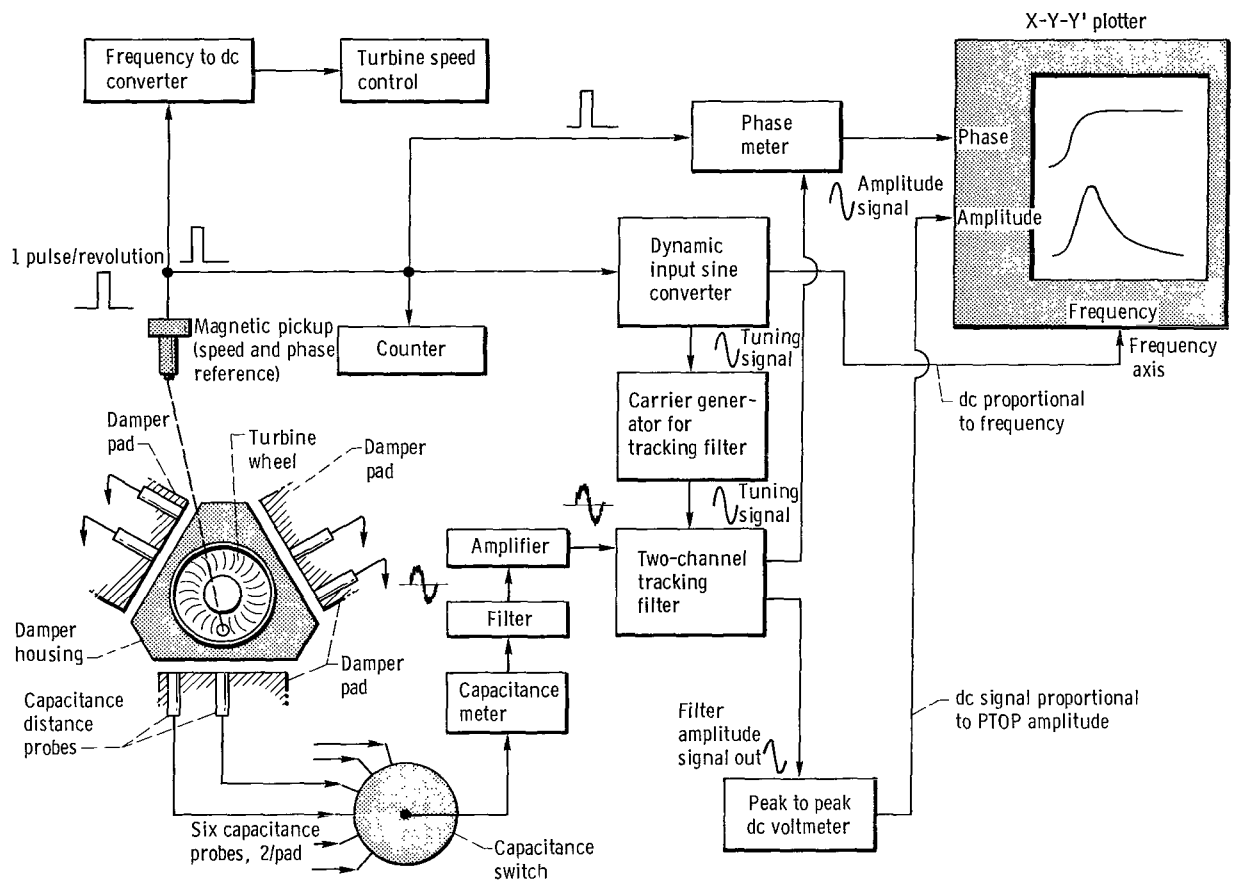 X-Y-Y' plotter
Frequency to dc
converter
Turbine speed
control
Phase
meter
Phase
Amplitude
signal
Amplitude
1 pulse/revolution
Dynamic
input sine
converter
Frequency
Magnetic pickup
(speed and phase
reference)
Counter
Tuning
signal
Frequency
axis
Carrier gener-
ator for
tracking filter
dc proportional
to frequency
Damper
pad
Turbine
wheel
Damper
pad
Tuning
signal
Amplifier
Two-channel
tracking
filter
Filter
Damper
housing
Damper
pad
Capacitance
meter
Capacitance
distance
probes
Filter
amplitude
signal out
dc signal proportional
to PTOP amplitude
Peak to peak
dc voltmeter
Six capacitance
probes, 2/pad
Capacitance
switch